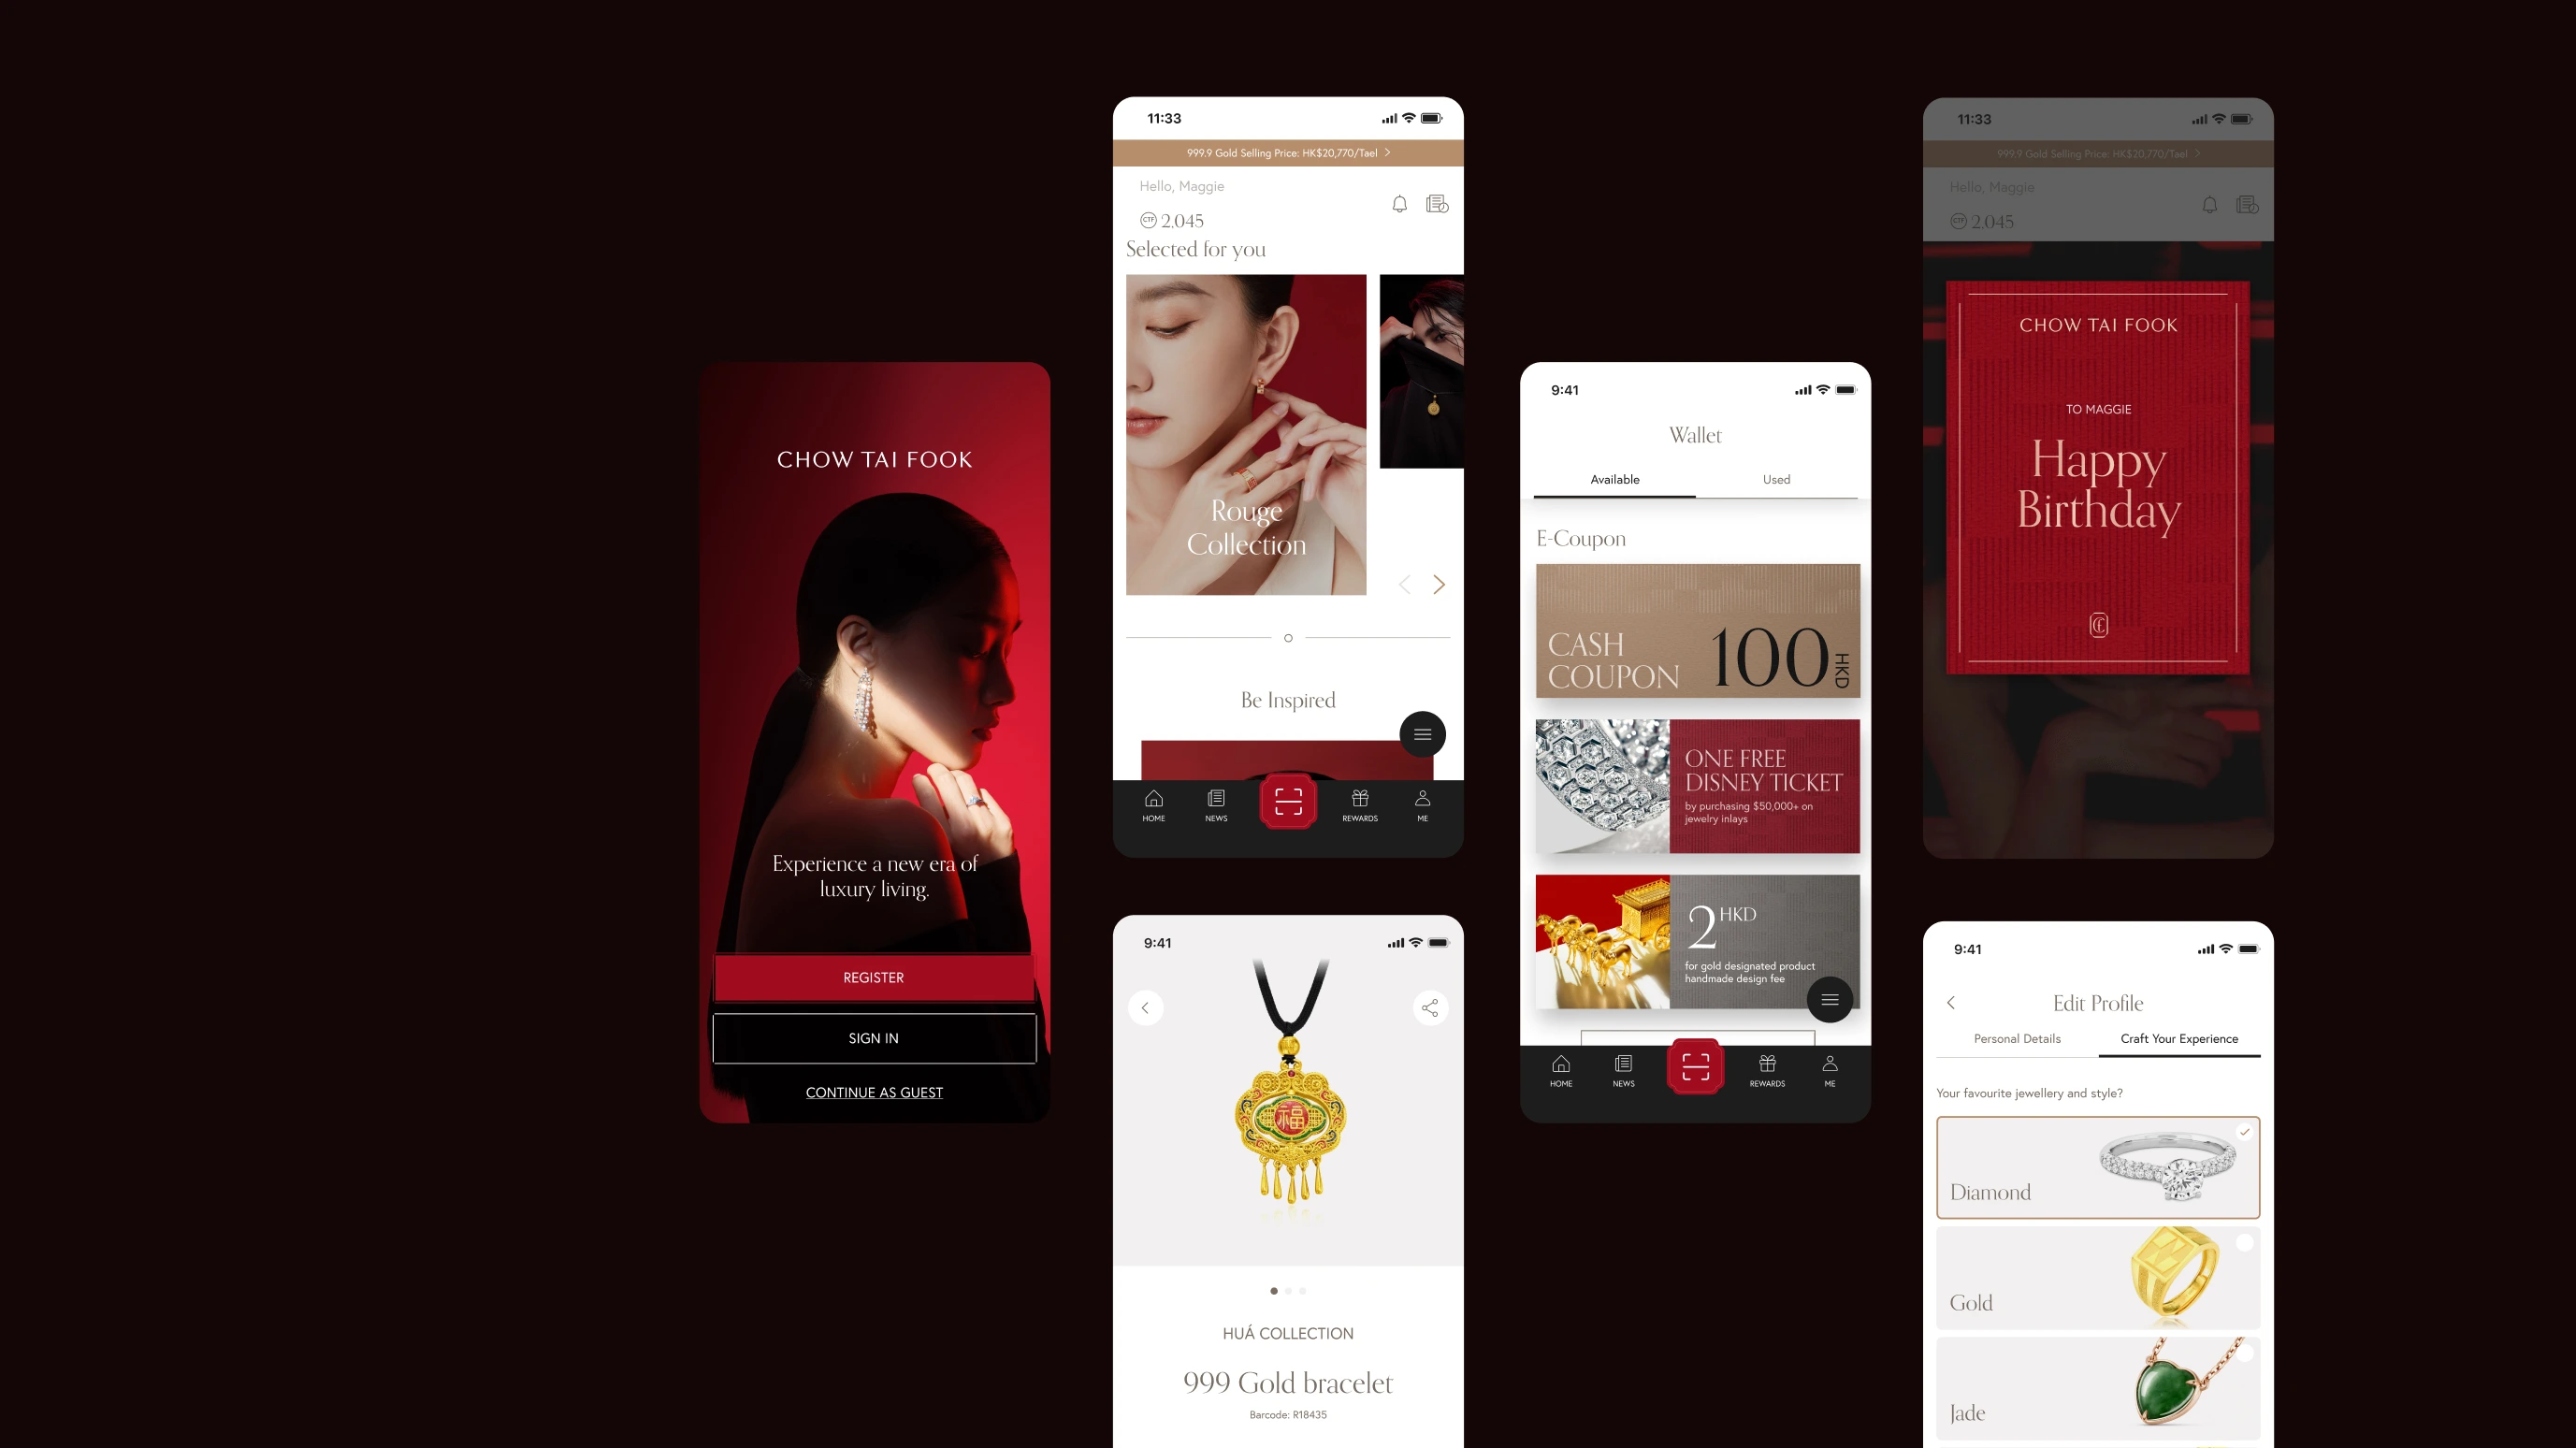 CHOW TAI FOOK
Experience a new era of
luxury living.
REGISTER
SIGN IN
CONTINUE AS GUEST
11:33
999.9 Gold Selling Price: HK$20,770/Tael
Hello, Maggie
CTF 2,045
Selected for you
Rouge
Collection
Be Inspired
HOME NEWS REWARDS ME
9:41
福
HUÁ COLLECTION
999 Gold bracelet
Barcode: R18435
9:41
Wallet
Available Used
E-Coupon
CASH
COUPON
100 HKD
ONE FREE
DISNEY TICKET
by purchasing $50,000+ on
jewelry inlays
2 HKD
for gold designated product
handmade design fee
HOME NEWS REWARDS ME
11:33
999.9 Gold Selling Price: HK$20,770/Tael
Hello, Maggie
CTF 2,045
CHOW TAI FOOK
TO MAGGIE
Happy
Birthday
9:41
Edit Profile
Personal Details Craft Your Experience
Your favourite jewellery and style?
Diamond
Gold
Jade